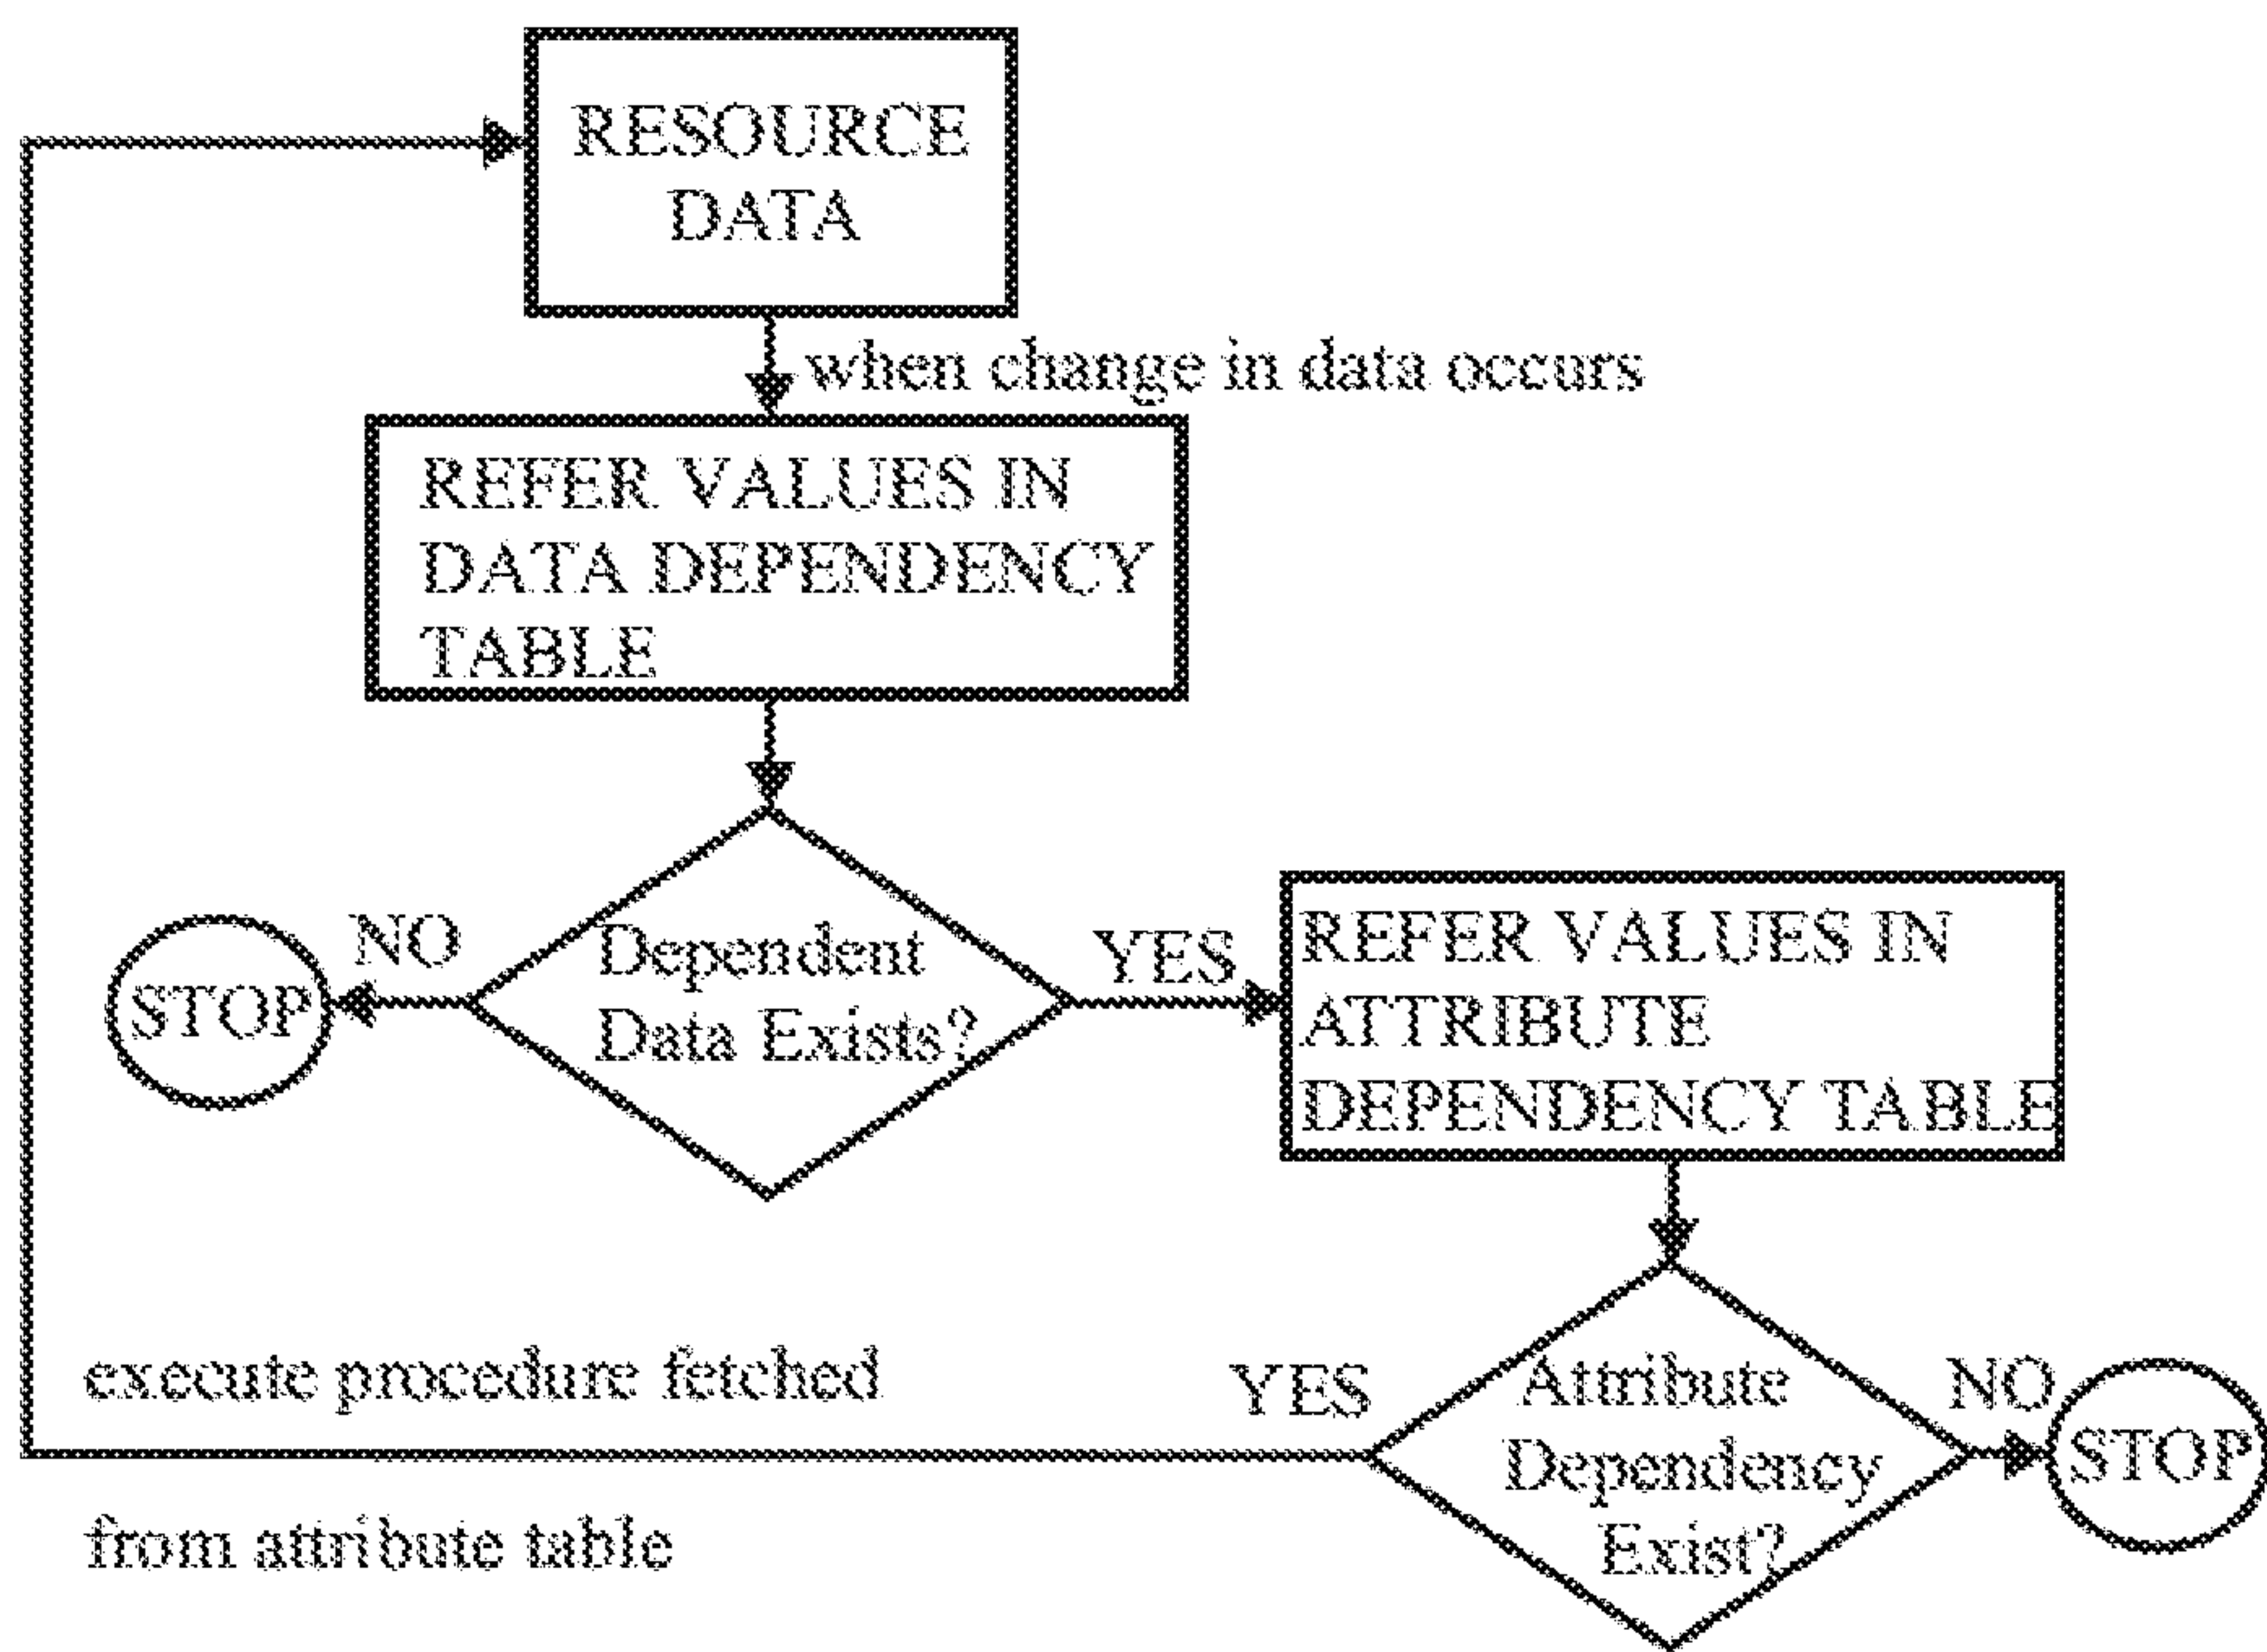 RESOURCE
DATA
when change in data occurs
REFER VALUES IN
DATA DEPENDENCY
TABLE
NO
STOP
Dependent
Data Exists?
YES
REFER VALUES IN
ATTRIBUTE
DEPENDENCY TABLE
execute procedure fetched
from attribute table
YES
Attribute
Dependency
Exist?
NO
STOP